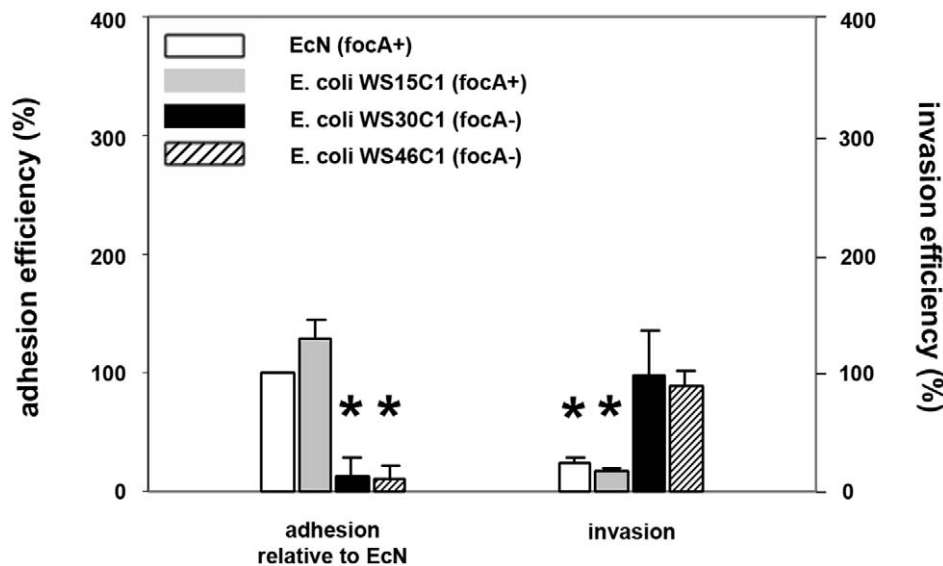 400
300
200
100
0
adhesion efficiency (%)
EcN (focA+)
E. coli WS15C1 (focA+)
E. coli WS30C1 (focA-)
E. coli WS46C1 (focA-)
* *
* *
adhesion
relative to EcN
invasion
400
300
200
100
0
invasion efficiency (%)